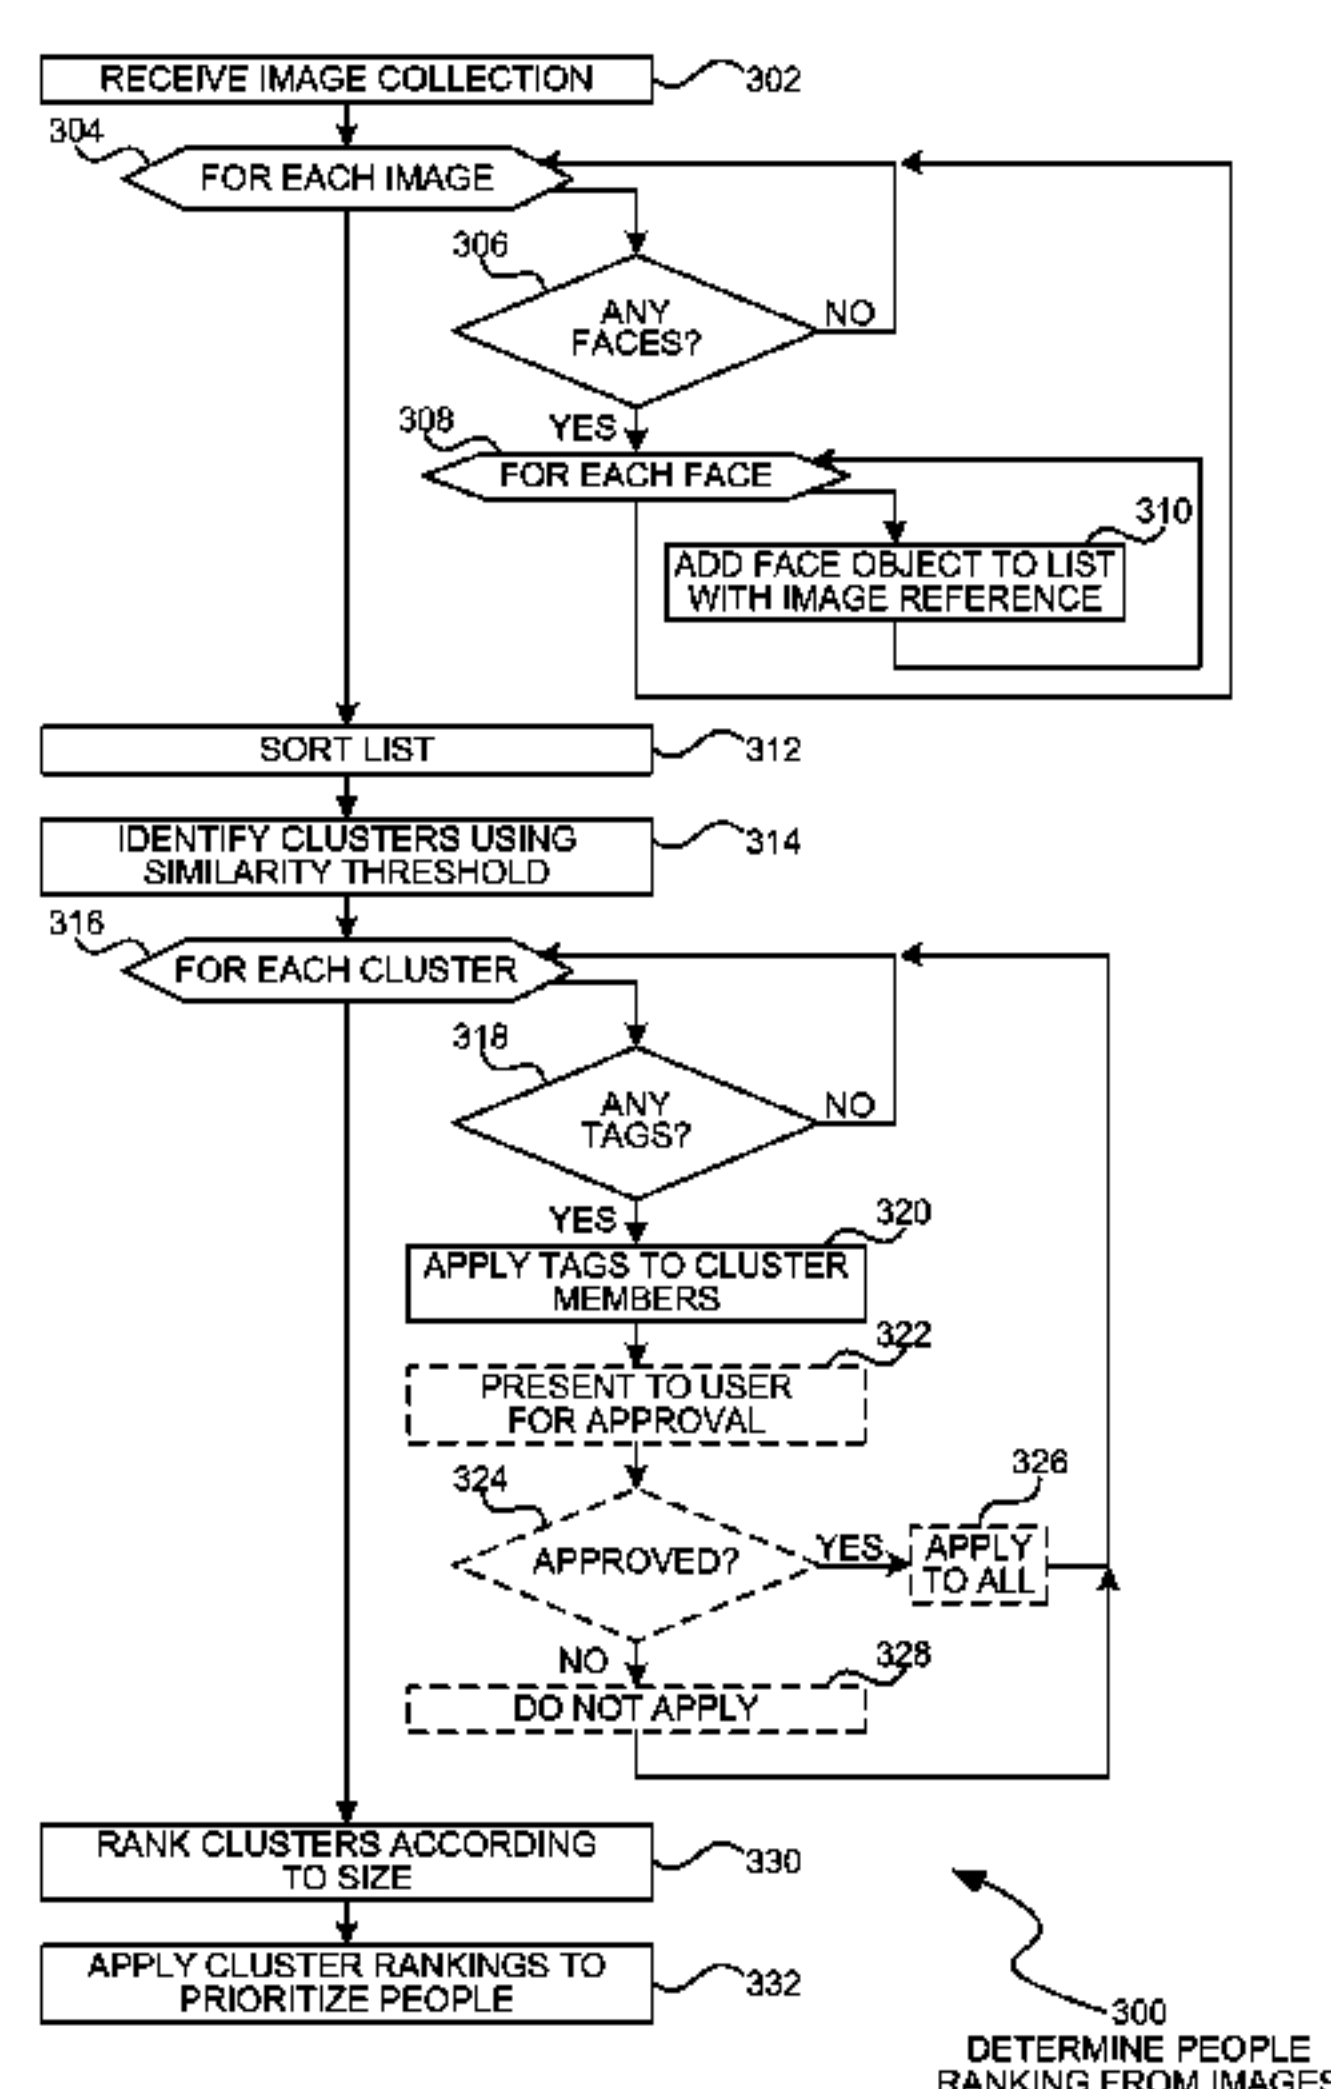 RECEIVE IMAGE COLLECTION
302
304
FOR EACH IMAGE
306
ANY
FACES?
NO
YES
308
FOR EACH FACE
310
ADD FACE OBJECT TO LIST
WITH IMAGE REFERENCE
SORT LIST
312
IDENTIFY CLUSTERS USING
SIMILARITY THRESHOLD
314
316
FOR EACH CLUSTER
318
ANY
TAGS?
NO
YES
320
APPLY TAGS TO CLUSTER
MEMBERS
322
PRESENT TO USER
FOR APPROVAL
324
APPROVED?
YES
326
APPLY
TO ALL
NO
328
DO NOT APPLY
RANK CLUSTERS ACCORDING
TO SIZE
330
APPLY CLUSTER RANKINGS TO
PRIORITIZE PEOPLE
332
300
DETERMINE PEOPLE
RANKING FROM IMAGES